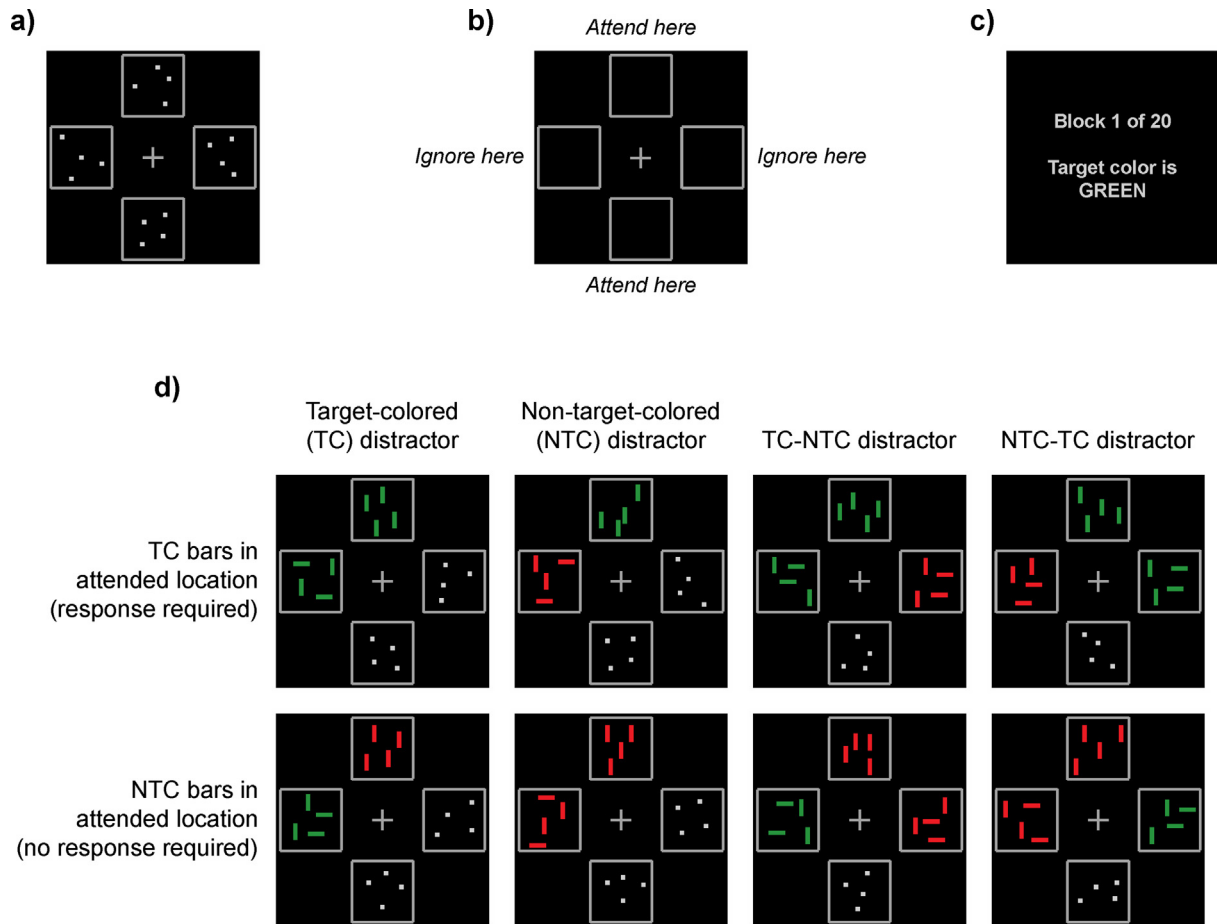 a)
b)
c)
Attend here
Ignore here
Ignore here
Attend here
Block 1 of 20
Target color is
GREEN
d)
Target-colored
(TC) distractor
Non-target-colored
(NTC) distractor
TC-NTC distractor
NTC-TC distractor
TC bars in
attended location
(response required)
NTC bars in
attended location
(no response required)